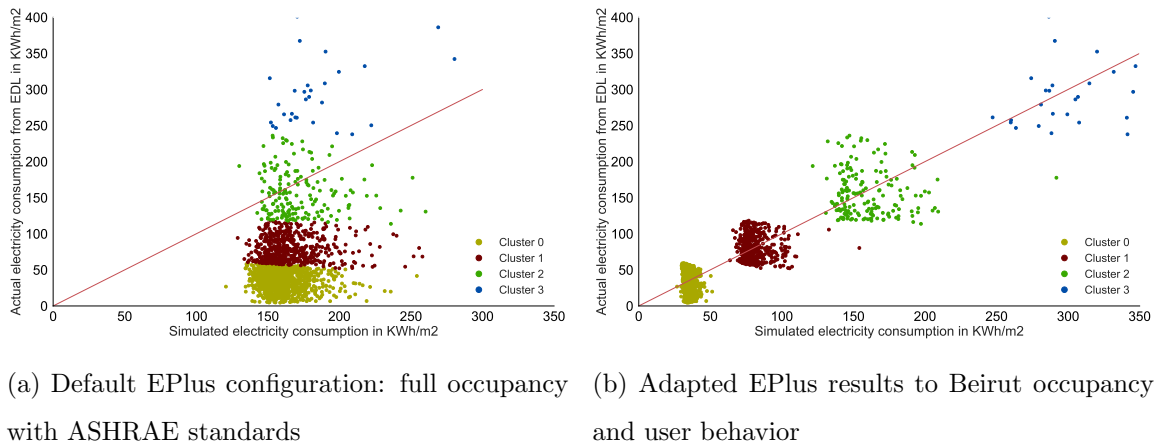 Actual electricity consumption from EDL in KWh/m2
400
350
300
250
200
150
100
50
0
0
50
100
150
200
250
300
350
Simulated electricity consumption in KWh/m2
Cluster 0
Cluster 1
Cluster 2
Cluster 3
Actual electricity consumption from EDL in KWh/m2
400
350
300
250
200
150
100
50
0
0
50
100
150
200
250
300
350
Simulated electricity consumption in KWh/m2
Cluster 0
Cluster 1
Cluster 2
Cluster 3
(a) Default EPlus configuration: full occupancy
with ASHRAE standards
(b) Adapted EPlus results to Beirut occupancy
and user behavior